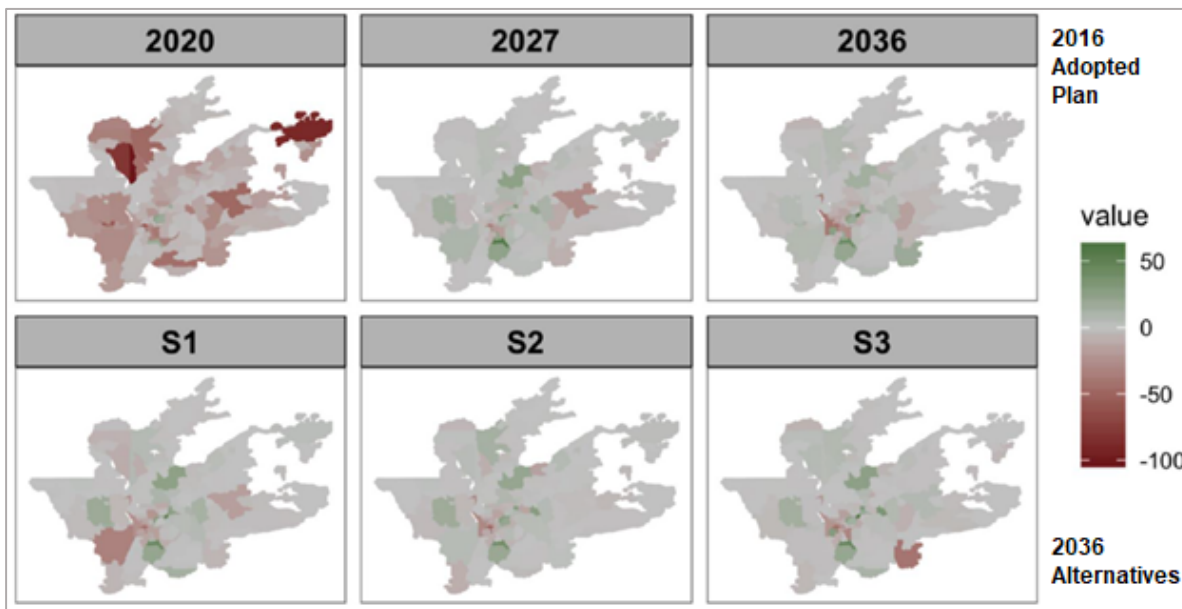 2020
2027
2036
2016
Adopted
Plan
value
50
0
-50
-100
S1
S2
S3
2036
Alternatives